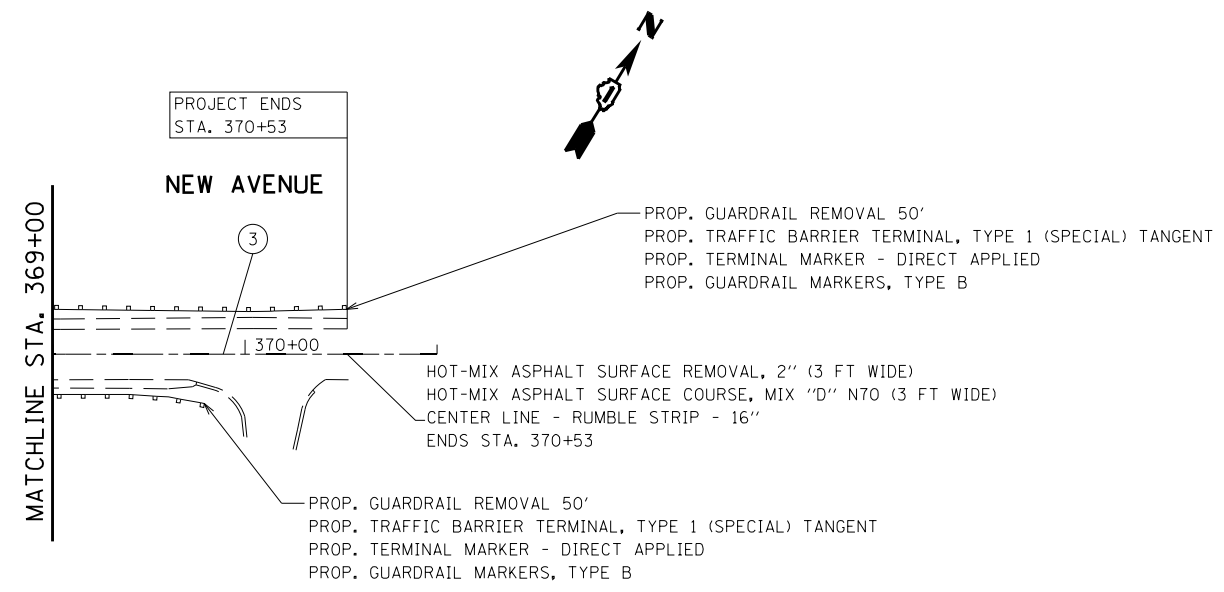 N
PROJECT ENDS
STA. 370+53
NEW AVENUE
3
MATCHLINE STA. 369+00
370+00
PROP. GUARDRAIL REMOVAL 50'
PROP. TRAFFIC BARRIER TERMINAL, TYPE 1 (SPECIAL) TANGENT
PROP. TERMINAL MARKER - DIRECT APPLIED
PROP. GUARDRAIL MARKERS, TYPE B
HOT-MIX ASPHALT SURFACE REMOVAL, 2" (3 FT WIDE)
HOT-MIX ASPHALT SURFACE COURSE, MIX "D" N70 (3 FT WIDE)
CENTER LINE - RUMBLE STRIP - 16"
ENDS STA. 370+53
PROP. GUARDRAIL REMOVAL 50'
PROP. TRAFFIC BARRIER TERMINAL, TYPE 1 (SPECIAL) TANGENT
PROP. TERMINAL MARKER - DIRECT APPLIED
PROP. GUARDRAIL MARKERS, TYPE B